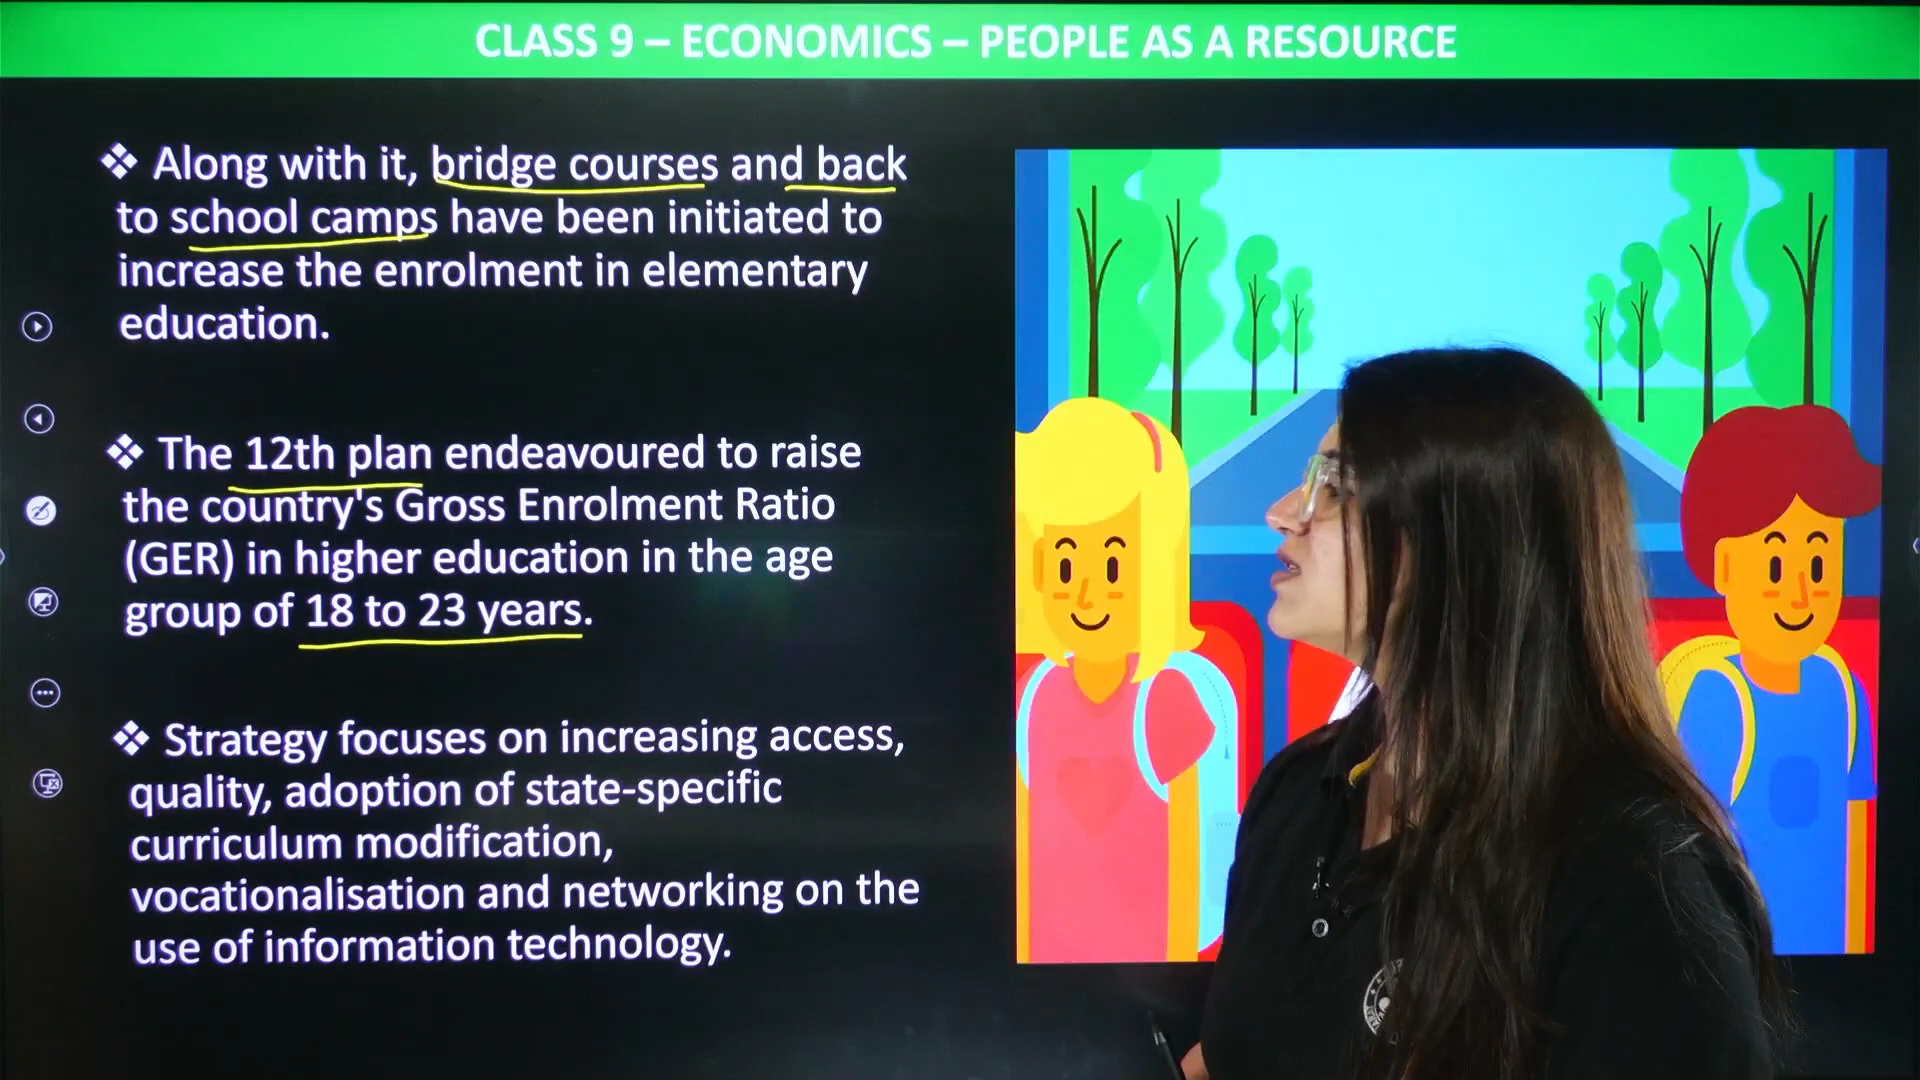 CLASS 9 – ECONOMICS – PEOPLE AS A RESOURCE
❖ Along with it, bridge courses and back
to school camps have been initiated to
increase the enrolment in elementary
education.
❖ The 12th plan endeavoured to raise
the country's Gross Enrolment Ratio
(GER) in higher education in the age
group of 18 to 23 years.
❖ Strategy focuses on increasing access,
quality, adoption of state-specific
curriculum modification,
vocationalisation and networking on the
use of information technology.